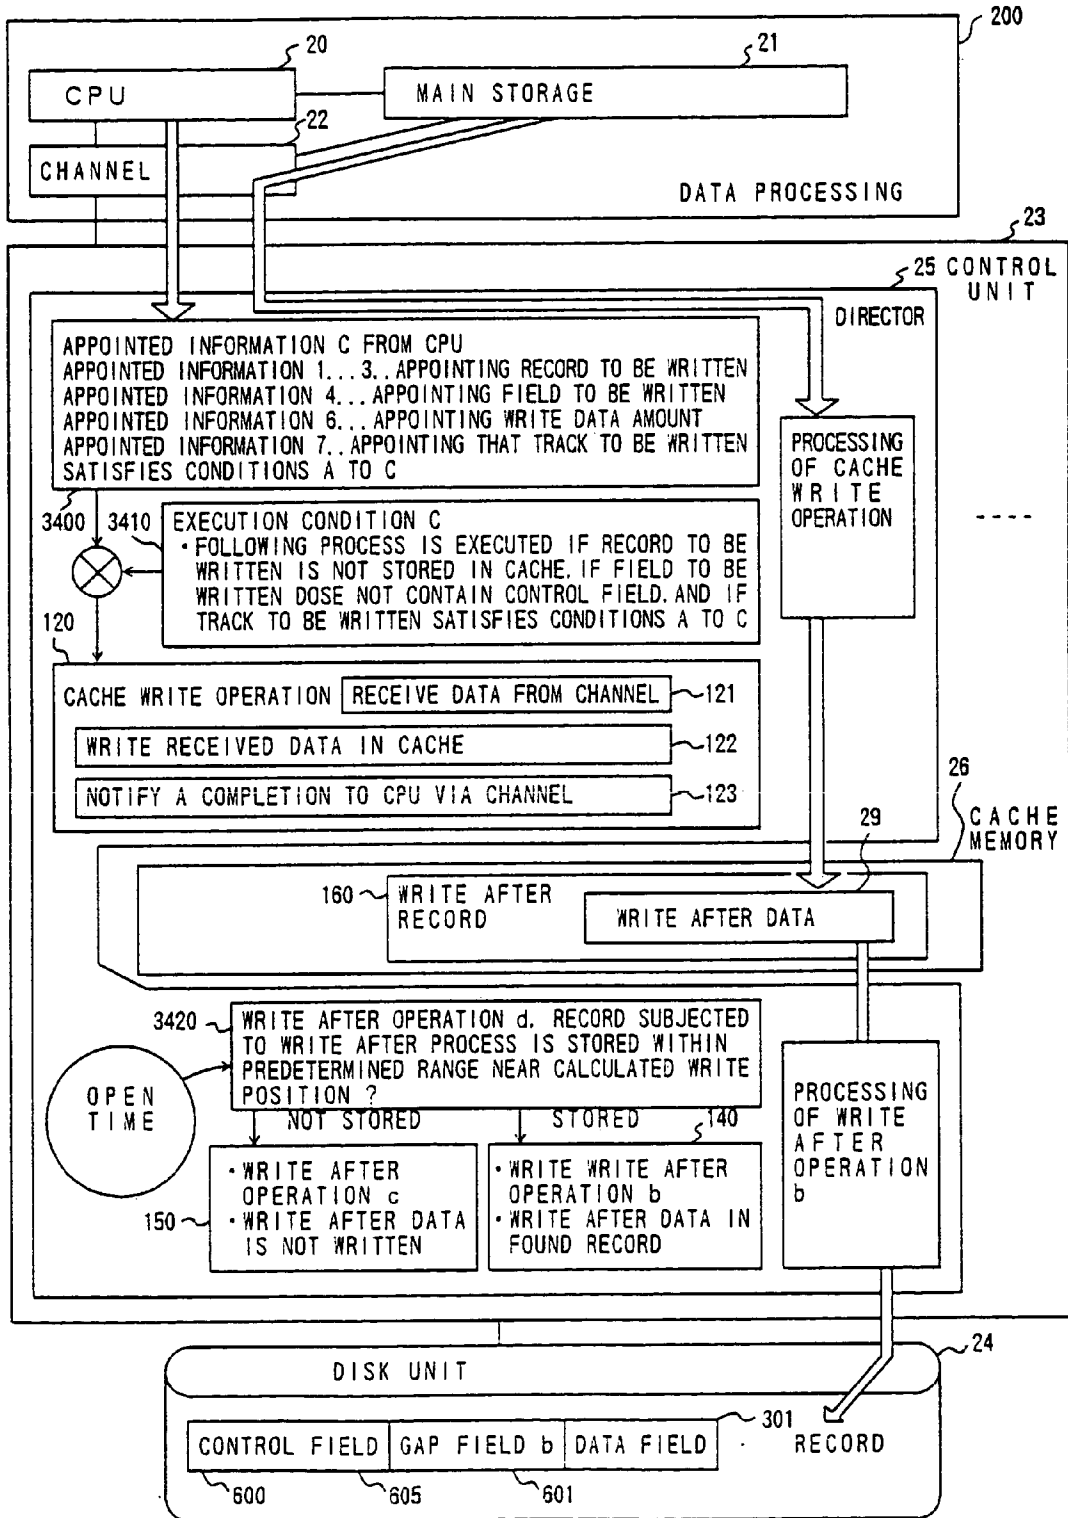 200
20
21
CPU
MAIN STORAGE
22
CHANNEL
DATA PROCESSING
23
25 CONTROL
UNIT
DIRECTOR
APPOINTED INFORMATION C FROM CPU
APPOINTED INFORMATION 1...3..APPOINTING RECORD TO BE WRITTEN
APPOINTED INFORMATION 4...APPOINTING FIELD TO BE WRITTEN
APPOINTED INFORMATION 6...APPOINTING WRITE DATA AMOUNT
APPOINTED INFORMATION 7..APPOINTING THAT TRACK TO BE WRITTEN
SATISFIES CONDITIONS A TO C
PROCESSING
OF CACHE
WRITE
OPERATION
3400
3410
EXECUTION CONDITION C
• FOLLOWING PROCESS IS EXECUTED IF RECORD TO BE
WRITTEN IS NOT STORED IN CACHE. IF FIELD TO BE
WRITTEN DOSE NOT CONTAIN CONTROL FIELD. AND IF
TRACK TO BE WRITTEN SATISFIES CONDITIONS A TO C
----
120
CACHE WRITE OPERATION
RECEIVE DATA FROM CHANNEL
121
WRITE RECEIVED DATA IN CACHE
122
NOTIFY A COMPLETION TO CPU VIA CHANNEL
123
26
CACHE
MEMORY
29
160
WRITE AFTER
RECORD
WRITE AFTER DATA
3420
WRITE AFTER OPERATION d. RECORD SUBJECTED
TO WRITE AFTER PROCESS IS STORED WITHIN
PREDETERMINED RANGE NEAR CALCULATED WRITE
POSITION ?
OPEN
TIME
NOT STORED
STORED
140
PROCESSING
OF WRITE
AFTER
OPERATION
b
150
• WRITE AFTER
OPERATION c
• WRITE AFTER DATA
IS NOT WRITTEN
• WRITE WRITE AFTER
OPERATION b
• WRITE AFTER DATA IN
FOUND RECORD
24
DISK UNIT
301
CONTROL FIELD
GAP FIELD b
DATA FIELD
RECORD
600
605
601